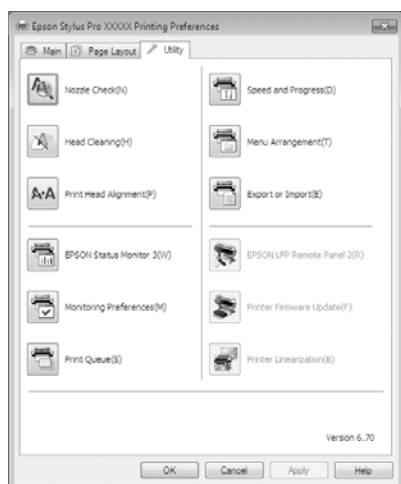 Epson Stylus Pro XXXXX Printing Preferences
Main Page Layout Utility
Nozzle Check(N)
Speed and Progress(D)
Head Cleaning(H)
Menu Arrangement(T)
Print Head Alignment(P)
Export or Import(E)
EPSON Status Monitor 3(W)
EPSON LFP Remote Panel 2(R)
Monitoring Preferences(M)
Printer Firmware Update(F)
Print Queue(S)
Printer Linearization(B)
Version 6.70
OK Cancel Apply Help